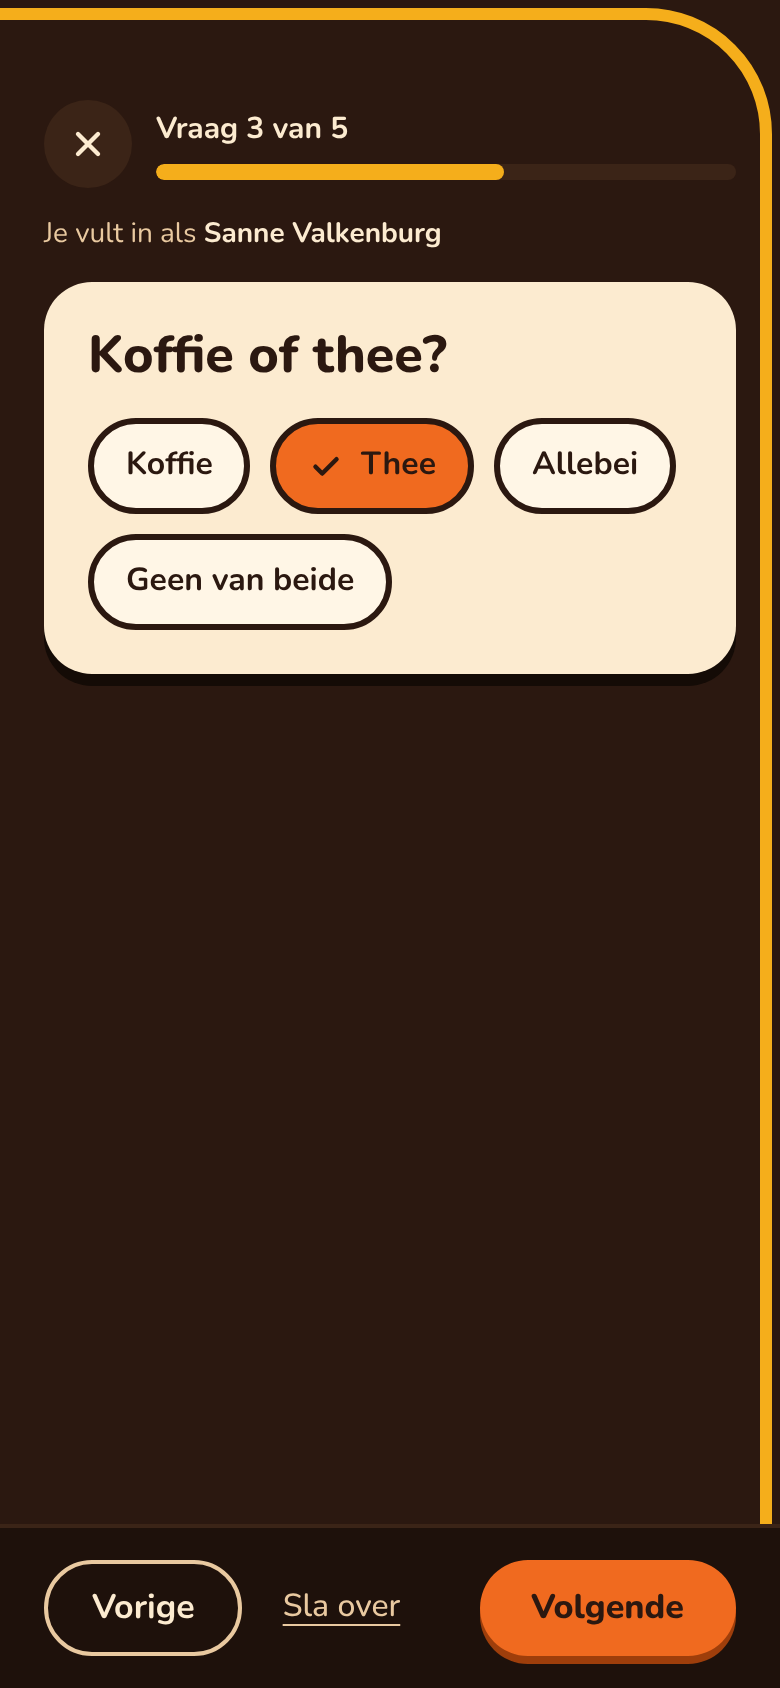 Vraag 3 van 5
Je vult in als Sanne Valkenburg
Koffie of thee?
Koffie
Thee
Allebei
Geen van beide
Vorige
Sla over
Volgende